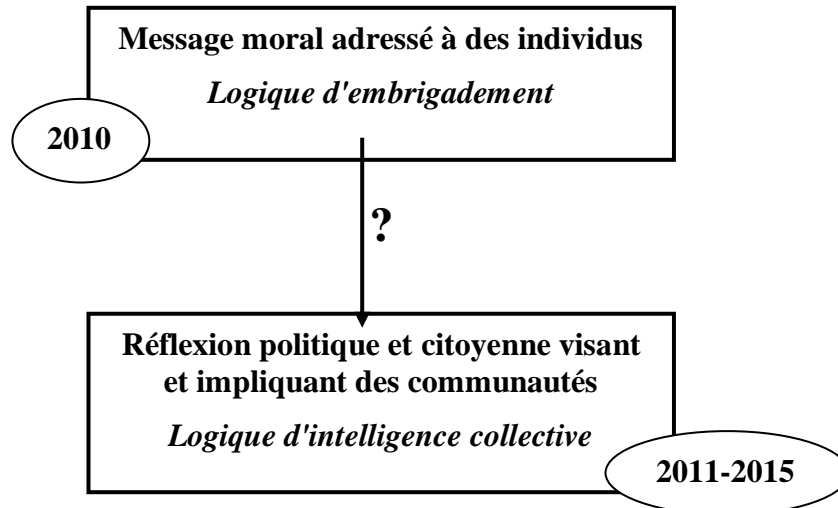 Message moral adressé à des individus
Logique d'embrigadement
2010
?
Réflexion politique et citoyenne visant
et impliquant des communautés
Logique d'intelligence collective
2011-2015